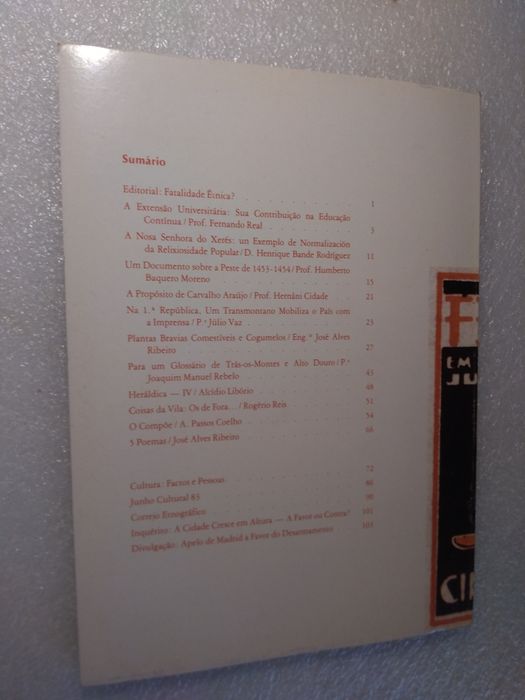 Sumário
Editorial: Fatalidade Étnica? . . . . . . . . . . . 1
A Extensão Universitária: Sua Contribuição na Educação
Contínua / Prof. Fernando Real . . . . . . . . . 3
A Nosa Senhora do Xerês: un Exemplo de Normalización
da Relixiosidade Popular / D. Henrique Bande Rodríguez 11
Um Documento sobre a Peste de 1453-1454 / Prof. Humberto
Baquero Moreno . . . . . . . . . . . 15
A Propósito de Carvalho Araújo / Prof. Hernâni Cidade . . 21
Na 1.ª República, Um Transmontano Mobiliza o País com
a Imprensa / P.e Júlio Vaz . . . . . . . . . 23
Plantas Bravias Comestíveis e Cogumelos / Eng.º José Alves
Ribeiro . . . . . . . . . . . . . 27
Para um Glossário de Trás-os-Montes e Alto Douro / P.e
Joaquim Manuel Rebelo . . . . . . . . . 45
Heráldica — IV / Alcídio Libório . . . . . . . . 48
Coisas da Vila: Os de Fora... / Rogério Reis . . . . . 51
O Compõe / A. Passos Coelho . . . . . . . . 54
5 Poemas / José Alves Ribeiro . . . . . . . . 66
Cultura: Factos e Pessoas . . . . . . . . . 72
Junho Cultural 83 . . . . . . . . . . . 86
Correio Etnográfico . . . . . . . . . . 90
Inquérito: A Cidade Cresce em Altura — A Favor ou Contra? 101
Divulgação: Apelo de Madrid a Favor do Desarmamento . . 103
EM
JU
CI